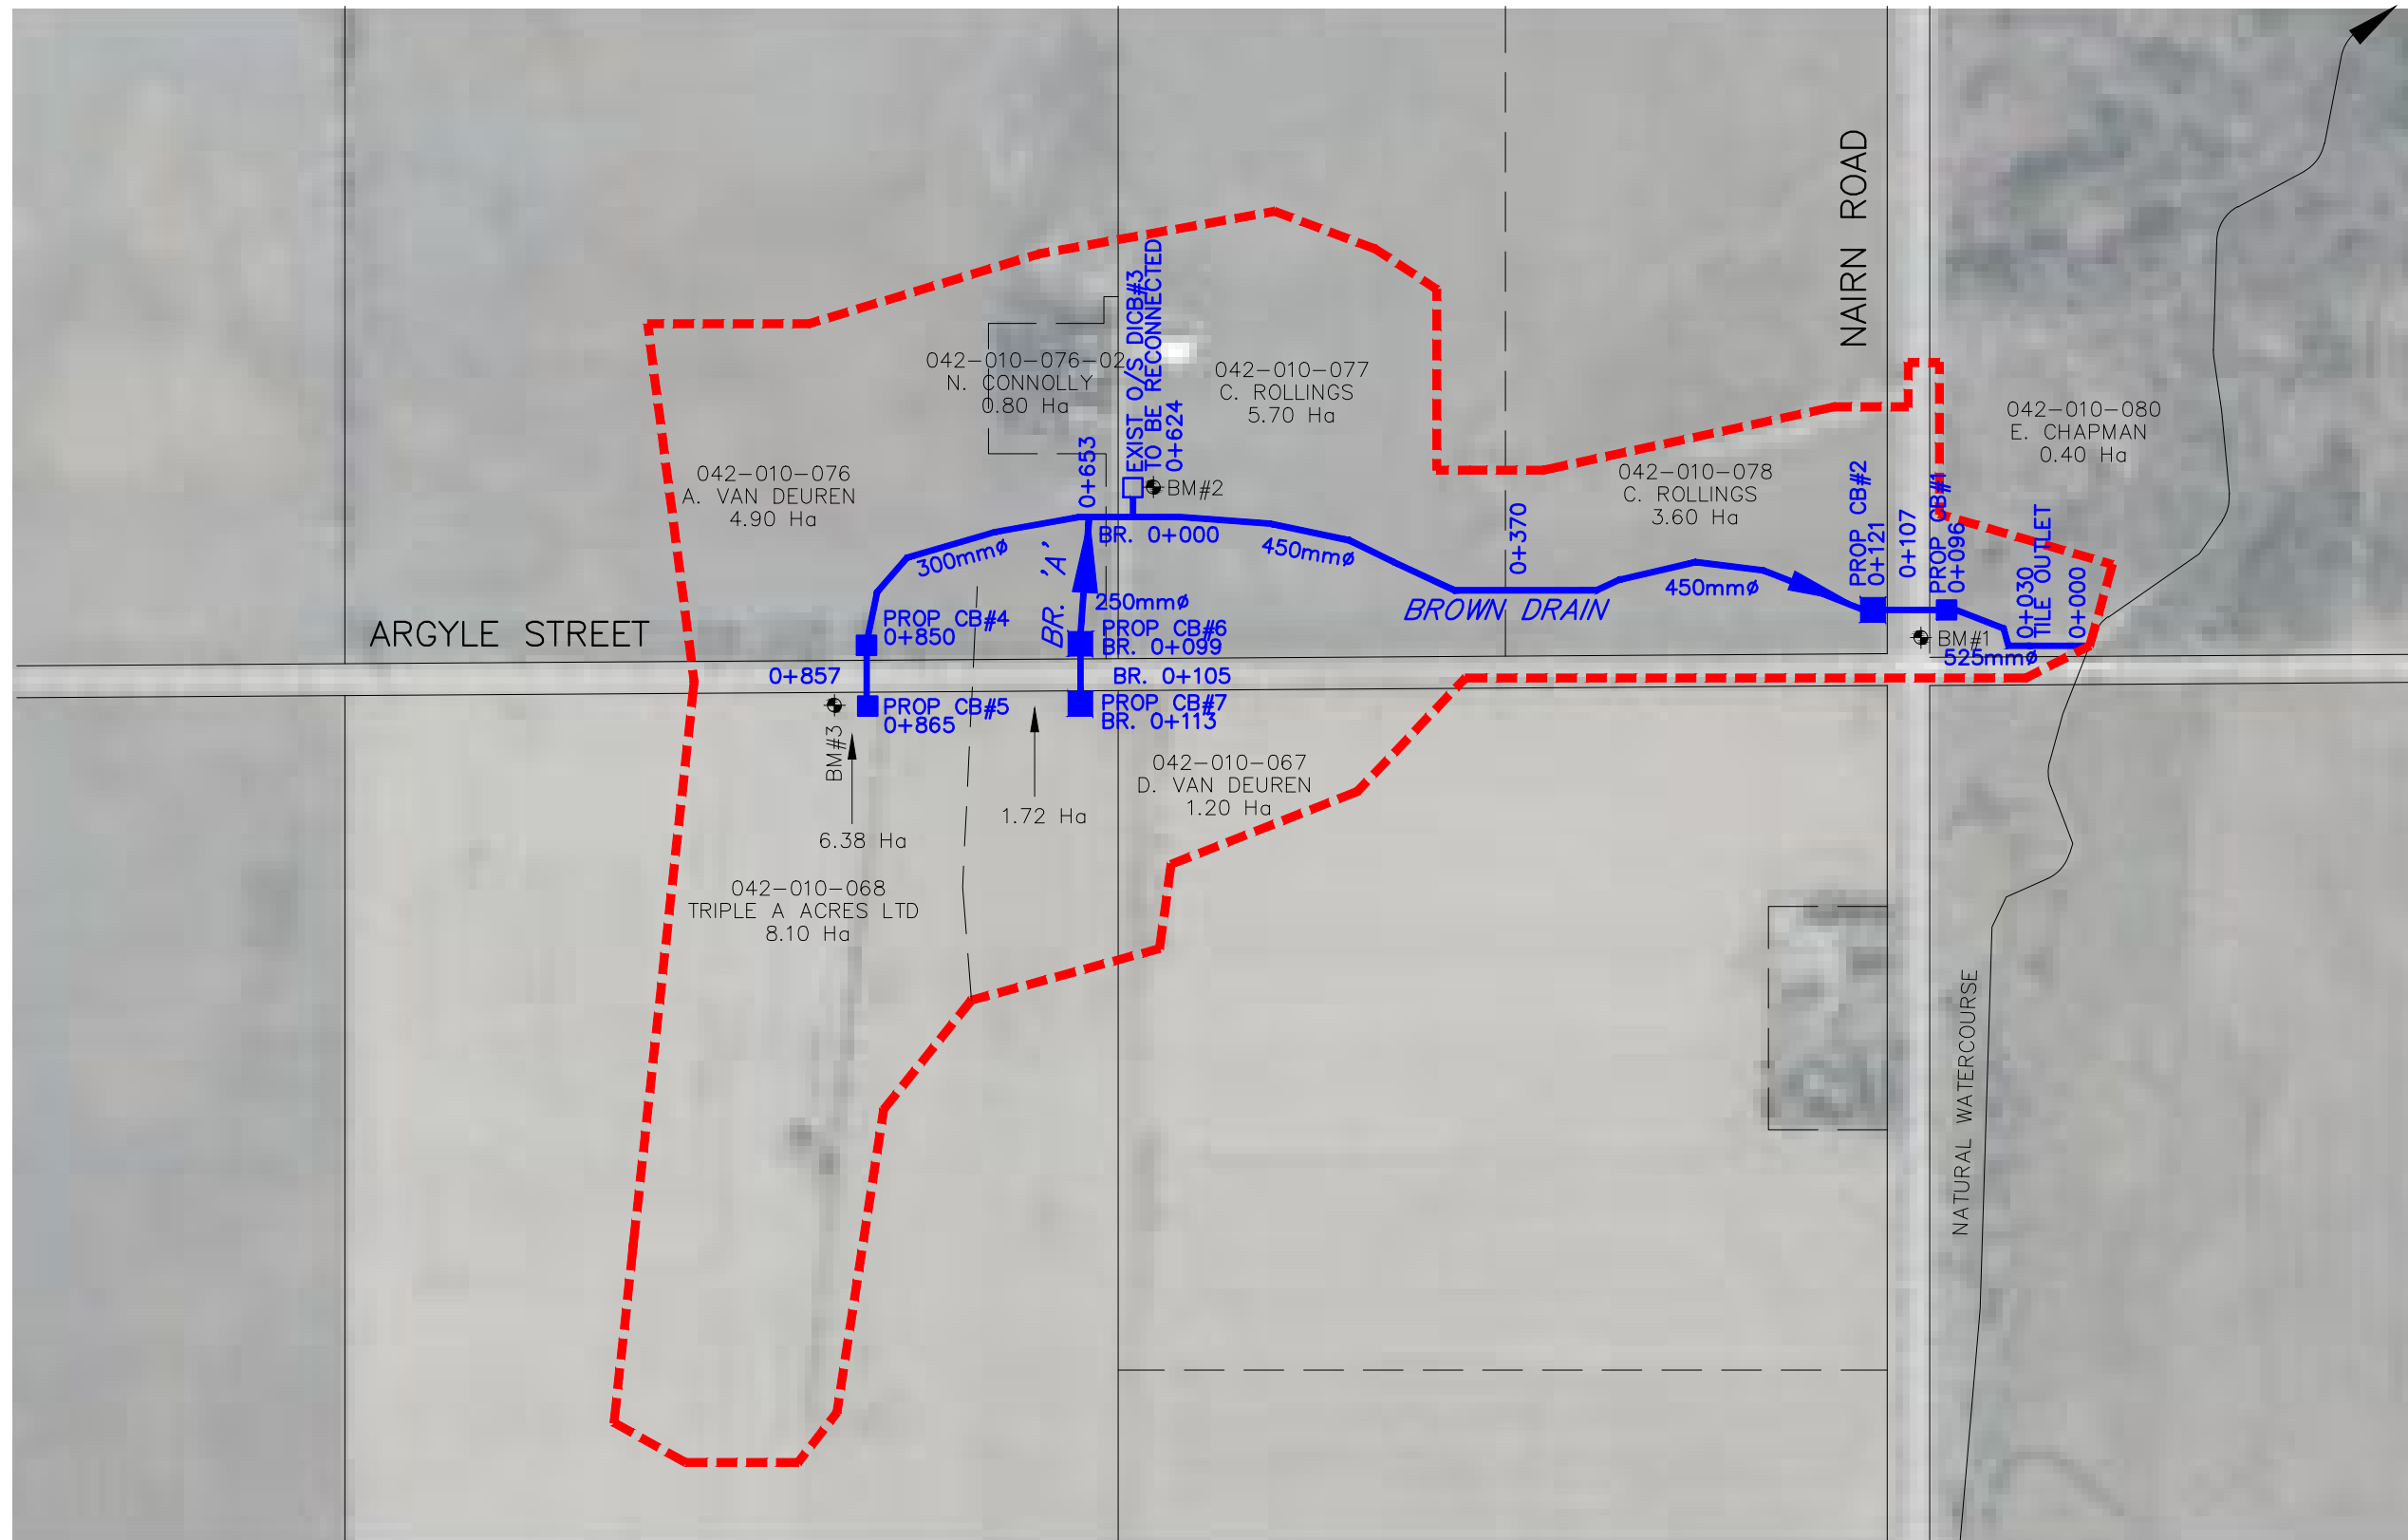 NAIRN ROAD
EXIST O/S DICB#3
TO BE RECONNECTED
0+624
042-010-076-02
N. CONNOLLY
0.80 Ha
042-010-077
C. ROLLINGS
5.70 Ha
042-010-080
E. CHAPMAN
0.40 Ha
042-010-076
A. VAN DEUREN
4.90 Ha
0+653
BM#2
042-010-078
C. ROLLINGS
3.60 Ha
0+370
PROP CB#2
0+121
0+107
PROP CB#1
0+096
0+030
TILE OUTLET
0+000
300mmø
BR. 'A'
BR. 0+000
450mmø
BROWN DRAIN
450mmø
250mmø
ARGYLE STREET
PROP CB#4
0+850
PROP CB#6
BR. 0+099
BM#1
525mmø
0+857
BR. 0+105
PROP CB#5
0+865
PROP CB#7
BR. 0+113
BM#3
042-010-067
D. VAN DEUREN
1.20 Ha
1.72 Ha
6.38 Ha
042-010-068
TRIPLE A ACRES LTD
8.10 Ha
NATURAL WATERCOURSE